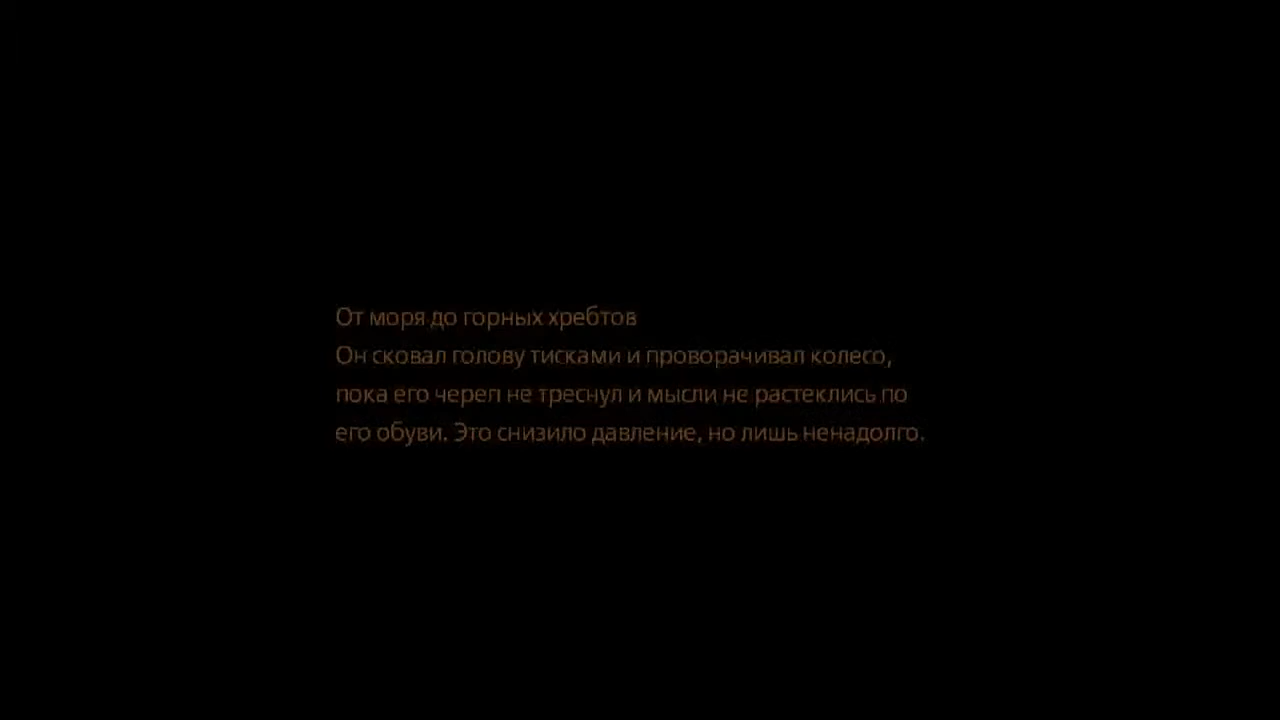 От моря до горных хребтов
Он сковал голову тисками и проворачивал колесо,
пока его череп не треснул и мысли не растеклись по
его обуви. Это снизило давление, но лишь ненадолго.